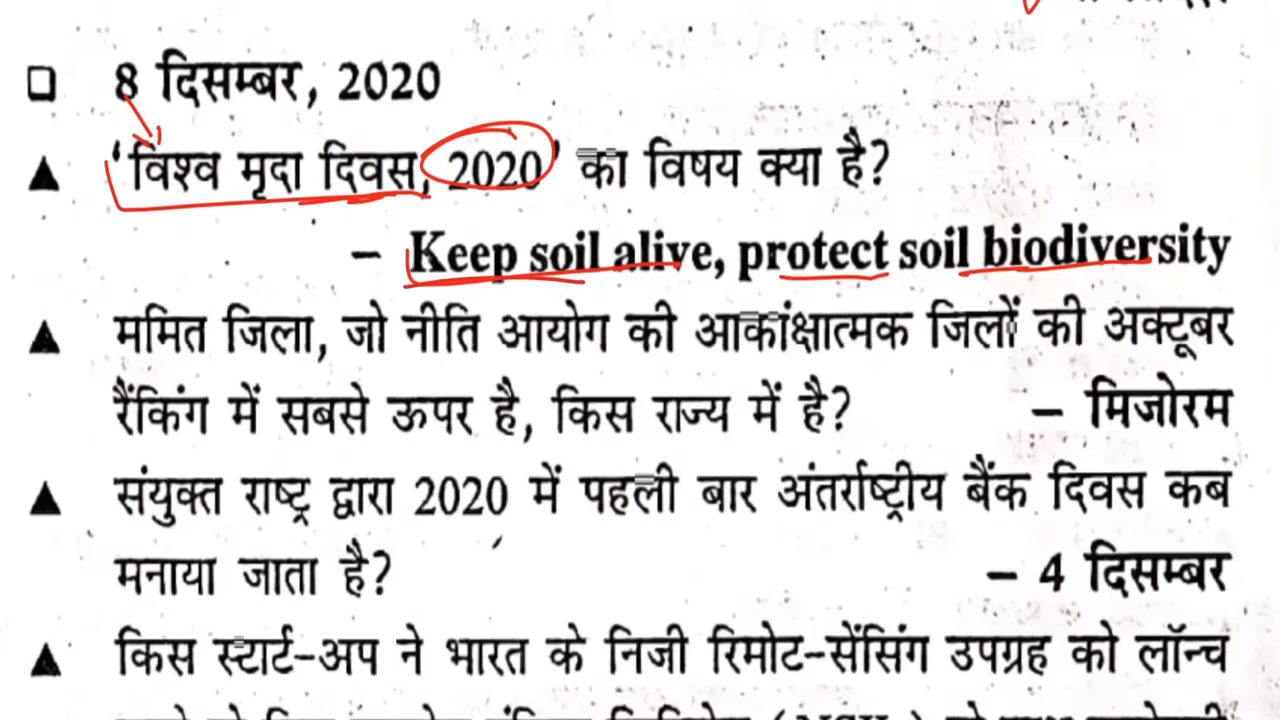 ❑ 8 दिसम्बर, 2020
▲ ‘विश्व मृदा दिवस, 2020’ का विषय क्या है?
– Keep soil alive, protect soil biodiversity
▲ ममित जिला, जो नीति आयोग की आकांक्षात्मक जिलों की अक्टूबर
रैंकिंग में सबसे ऊपर है, किस राज्य में है? – मिजोरम
▲ संयुक्त राष्ट्र द्वारा 2020 में पहली बार अंतर्राष्ट्रीय बैंक दिवस कब
मनाया जाता है? – 4 दिसम्बर
▲ किस स्टार्ट-अप ने भारत के निजी रिमोट-सेंसिंग उपग्रह को लॉन्च